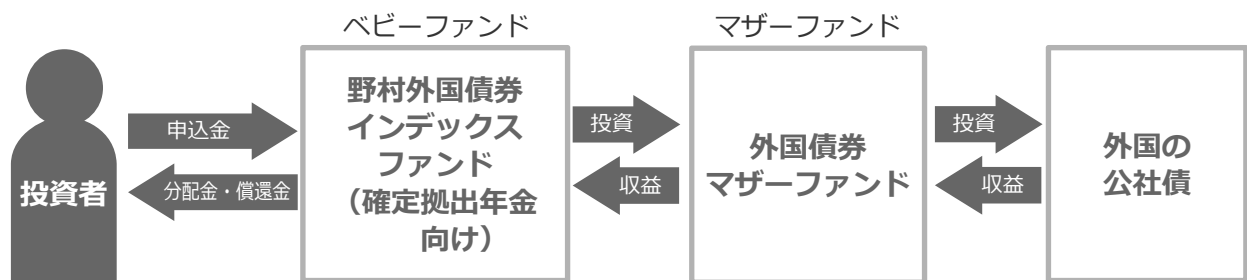 ベビーファンド
マザーファンド
投資者
申込金
分配金・償還金
野村外国債券
インデックス
ファンド
（確定拠出年金
向け）
投資
収益
外国債券
マザーファンド
投資
収益
外国の
公社債